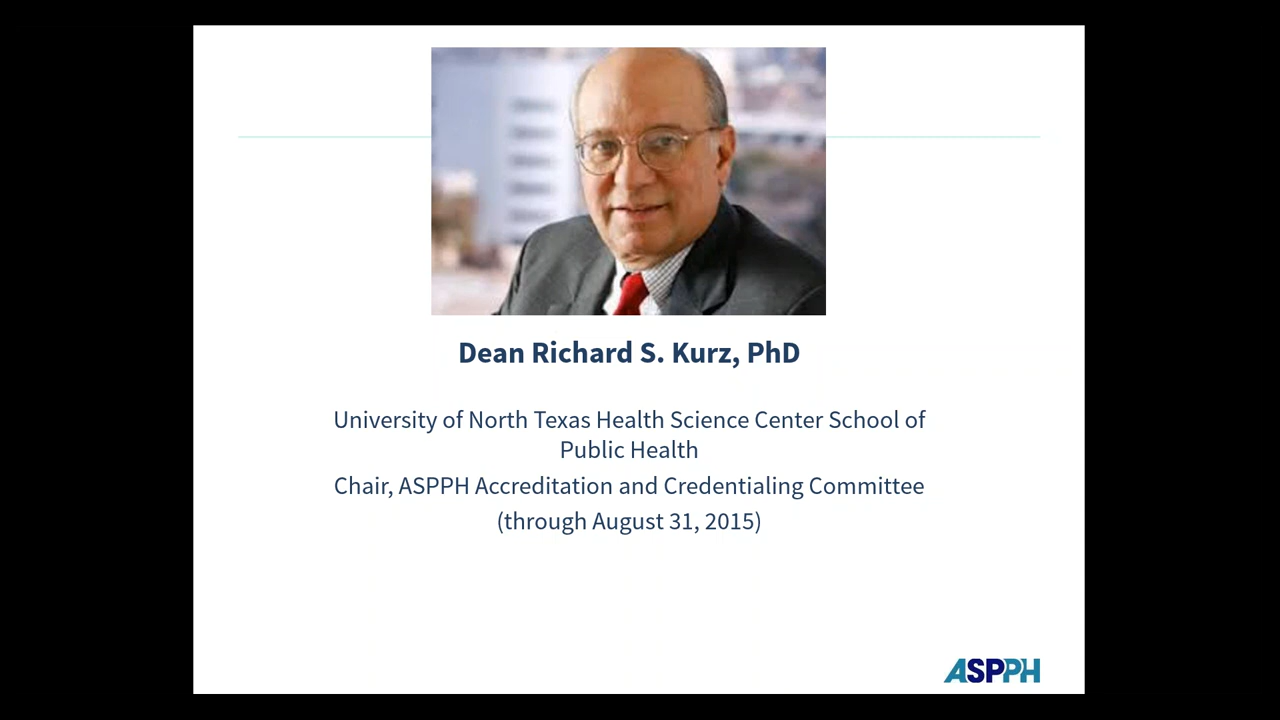 Dean Richard S. Kurz, PhD
University of North Texas Health Science Center School of
Public Health
Chair, ASPPH Accreditation and Credentialing Committee
(through August 31, 2015)
ASPPH